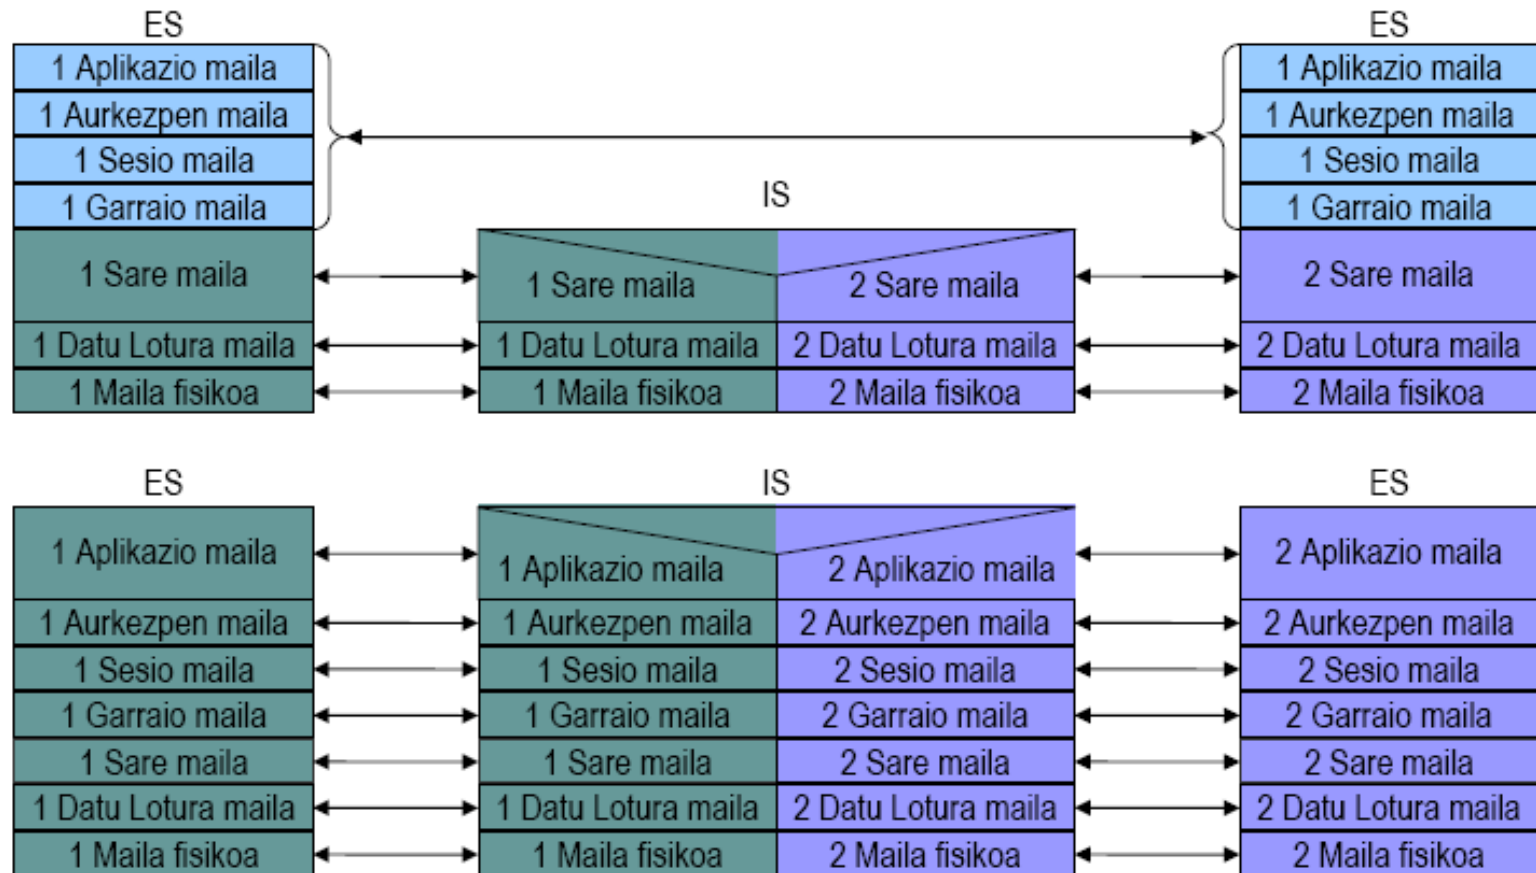 ES
ES
1 Aplikazio maila
1 Aplikazio maila
1 Aurkezpen maila
1 Aurkezpen maila
1 Sesio maila
1 Sesio maila
IS
1 Garraio maila
1 Garraio maila
1 Sare maila
1 Sare maila
2 Sare maila
2 Sare maila
1 Datu Lotura maila
1 Datu Lotura maila
2 Datu Lotura maila
2 Datu Lotura maila
1 Maila fisikoa
1 Maila fisikoa
2 Maila fisikoa
2 Maila fisikoa
ES
IS
ES
1 Aplikazio maila
1 Aplikazio maila
2 Aplikazio maila
2 Aplikazio maila
1 Aurkezpen maila
1 Aurkezpen maila
2 Aurkezpen maila
2 Aurkezpen maila
1 Sesio maila
1 Sesio maila
2 Sesio maila
2 Sesio maila
1 Garraio maila
1 Garraio maila
2 Garraio maila
2 Garraio maila
1 Sare maila
1 Sare maila
2 Sare maila
2 Sare maila
1 Datu Lotura maila
1 Datu Lotura maila
2 Datu Lotura maila
2 Datu Lotura maila
1 Maila fisikoa
1 Maila fisikoa
2 Maila fisikoa
2 Maila fisikoa